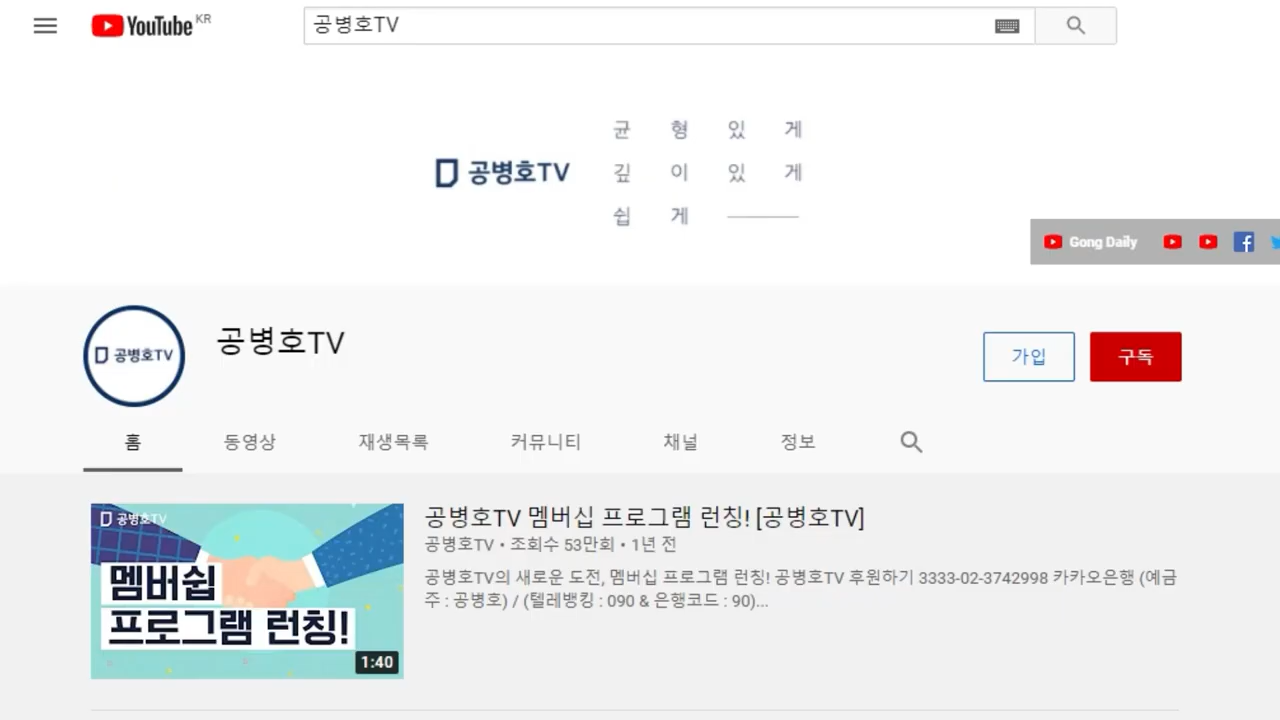 YouTube KR
공병호TV
균 형 있 게
공병호TV
깊 이 있 게
쉽 게
Gong Daily
공병호TV
공병호TV
가입
구독
홈
동영상
재생목록
커뮤니티
채널
정보
공병호TV
멤버쉽
프로그램 런칭!
1:40
공병호TV 멤버십 프로그램 런칭! [공병호TV]
공병호TV • 조회수 53만회 • 1년 전
공병호TV의 새로운 도전, 멤버십 프로그램 런칭! 공병호TV 후원하기 3333-02-3742998 카카오은행 (예금
주 : 공병호) / (텔레뱅킹 : 090 & 은행코드 : 90)...